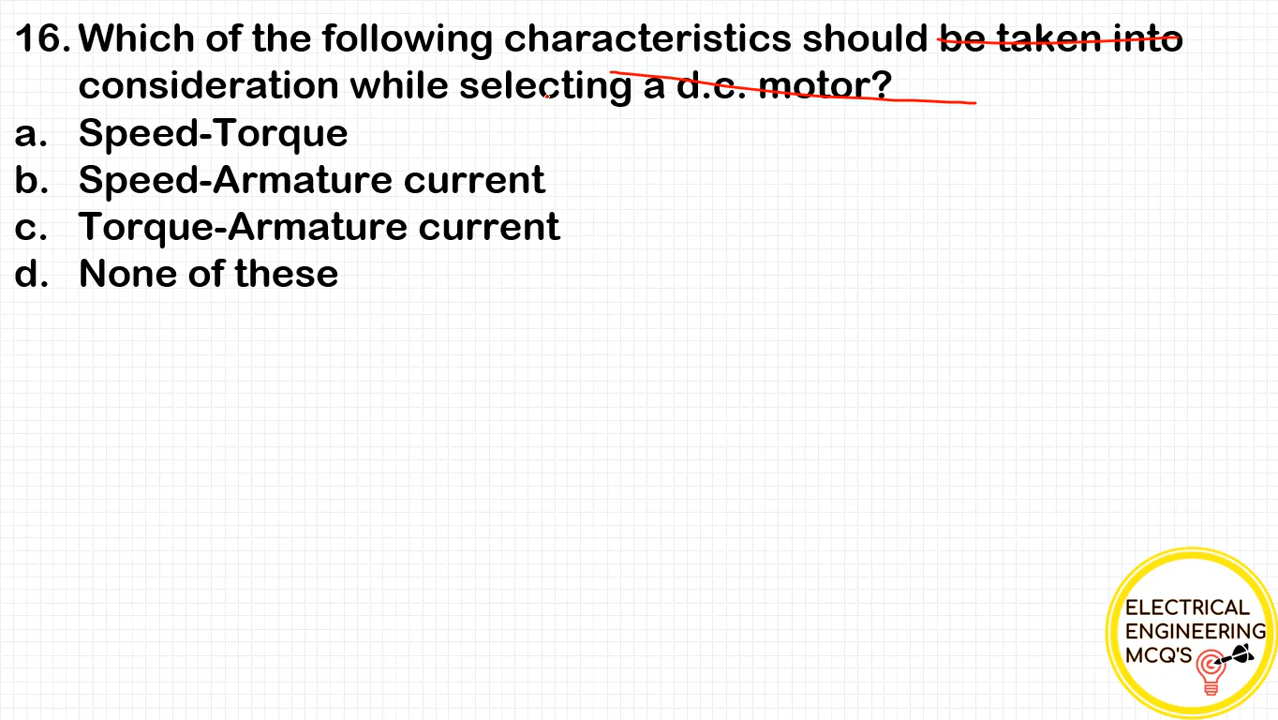 16. Which of the following characteristics should be taken into
consideration while selecting a d.c. motor?
a. Speed-Torque
b. Speed-Armature current
c. Torque-Armature current
d. None of these
ELECTRICAL
ENGINEERING
MCQ'S